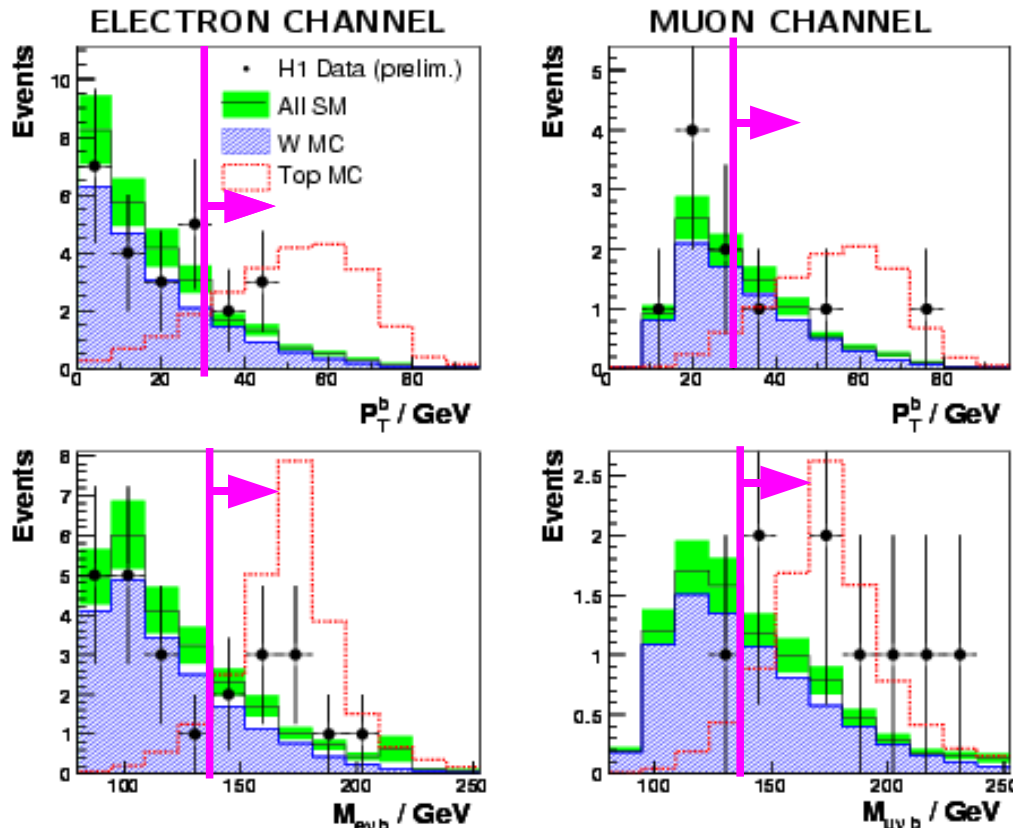 ELECTRON CHANNEL
Events
10
8
6
4
2
0
0 20 40 60 80
P_T^b / GeV
H1 Data (prelim.)
All SM
W MC
Top MC
MUON CHANNEL
Events
5
4
3
2
1
0
0 20 40 60 80
P_T^b / GeV
Events
8
7
6
5
4
3
2
1
0
100 150 200 250
M_eνb / GeV
Events
2.5
2
1.5
1
0.5
0
100 150 200 250
M_μνb / GeV